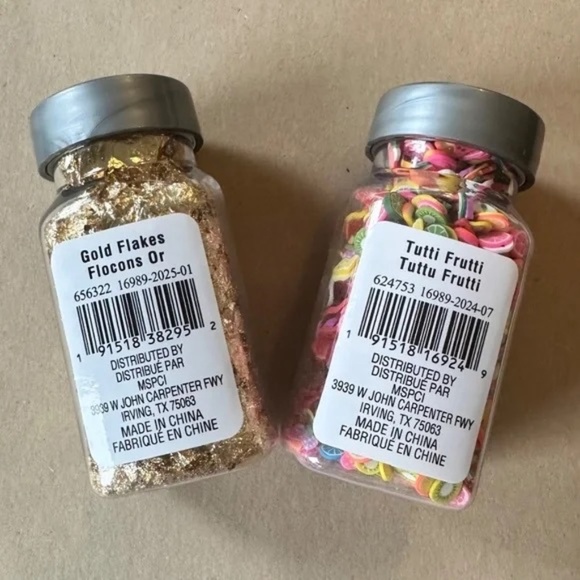 Gold Flakes
Flocons Or
656322 16989-2025-01
1 91518 38295 2
DISTRIBUTED BY
DISTRIBUÉ PAR
MSPCI
3939 W JOHN CARPENTER FWY
IRVING, TX 75063
MADE IN CHINA
FABRIQUÉ EN CHINE
Tutti Frutti
Tuttu Frutti
624753 16989-2024-07
1 91518 16924 9
DISTRIBUTED BY
DISTRIBUÉ PAR
MSPCI
3939 W JOHN CARPENTER FWY
IRVING, TX 75063
MADE IN CHINA
FABRIQUÉ EN CHINE